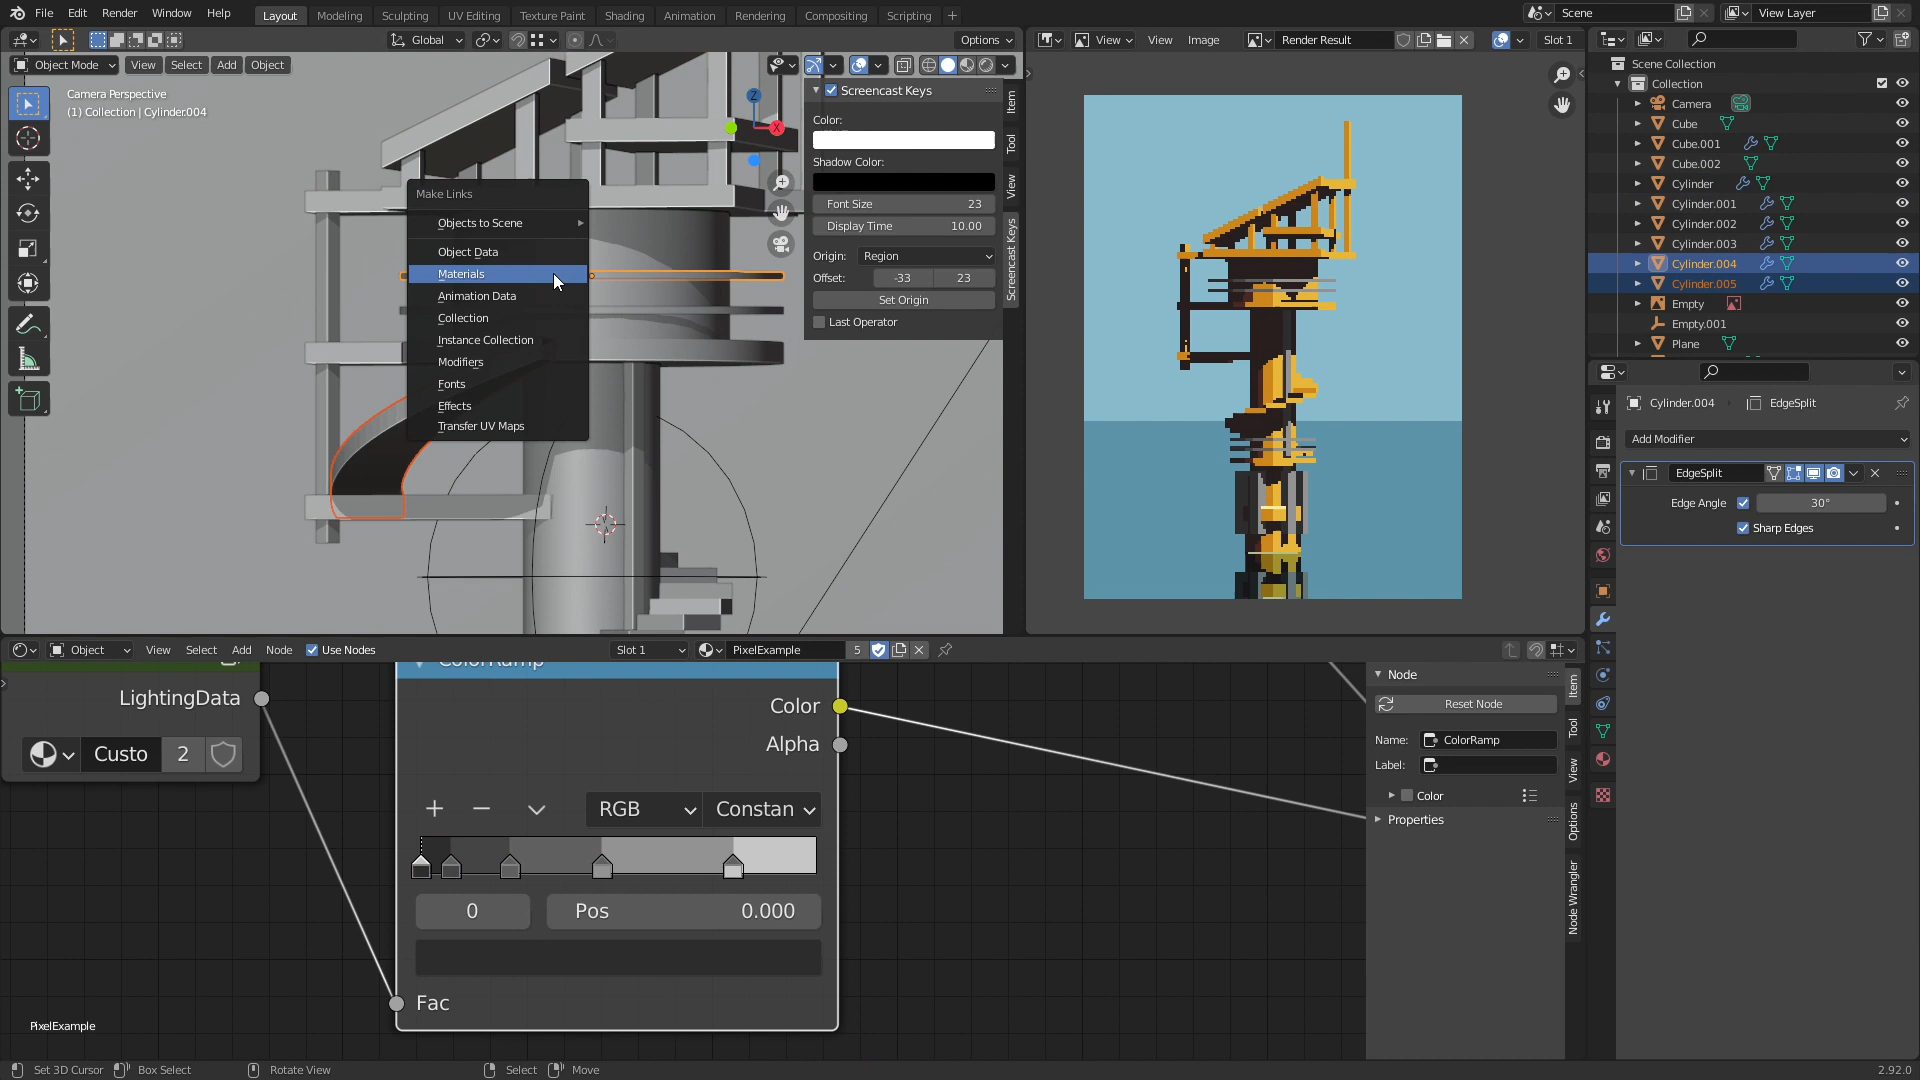 File Edit Render Window Help
Layout Modeling Sculpting UV Editing Texture Paint Shading Animation Rendering Compositing Scripting +
Scene
View Layer
Global
Options
View View Image
Render Result
Slot 1
Object Mode View Select Add Object
Camera Perspective
(1) Collection | Cylinder.004
Z
X
Make Links
Objects to Scene
Object Data
Materials
Animation Data
Collection
Instance Collection
Modifiers
Fonts
Effects
Transfer UV Maps
Screencast Keys
Color:
Shadow Color:
Font Size 23
Display Time 10.00
Origin: Region
Offset: -33 23
Set Origin
Last Operator
Item
Tool
View
Screencast Keys
Scene Collection
Collection
Camera
Cube
Cube.001
Cube.002
Cylinder
Cylinder.001
Cylinder.002
Cylinder.003
Cylinder.004
Cylinder.005
Empty
Empty.001
Plane
Cylinder.004 EdgeSplit
Add Modifier
EdgeSplit
Edge Angle 30°
Sharp Edges
Object View Select Add Node Use Nodes
Slot 1
PixelExample 5
ColorRamp
LightingData
Custo 2
Color
Alpha
RGB Constan
0 Pos 0.000
Fac
PixelExample
Node
Reset Node
Name: ColorRamp
Label:
Color
Properties
Item
Tool
View
Options
Node Wrangler
Set 3D Cursor Box Select Rotate View Select Move
2.92.0